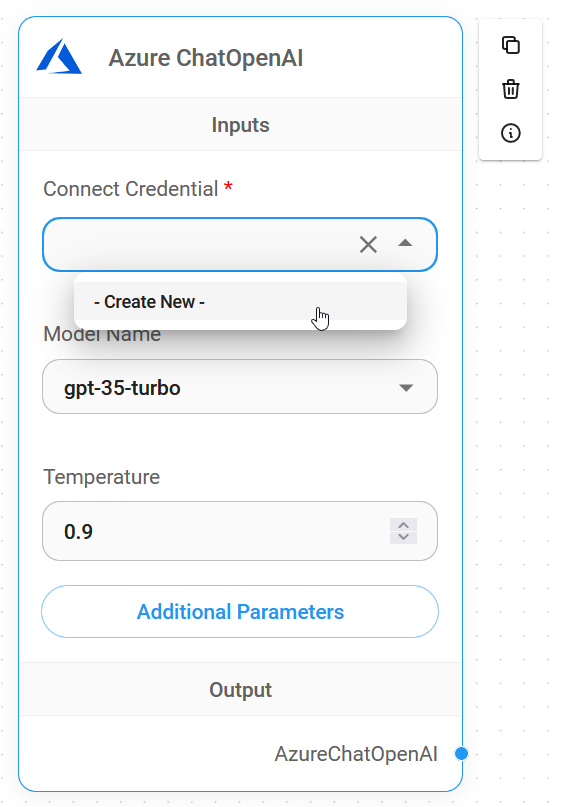 Azure ChatOpenAI
Inputs
Connect Credential *
- Create New -
Model Name
gpt-35-turbo
Temperature
0.9
Additional Parameters
Output
AzureChatOpenAI